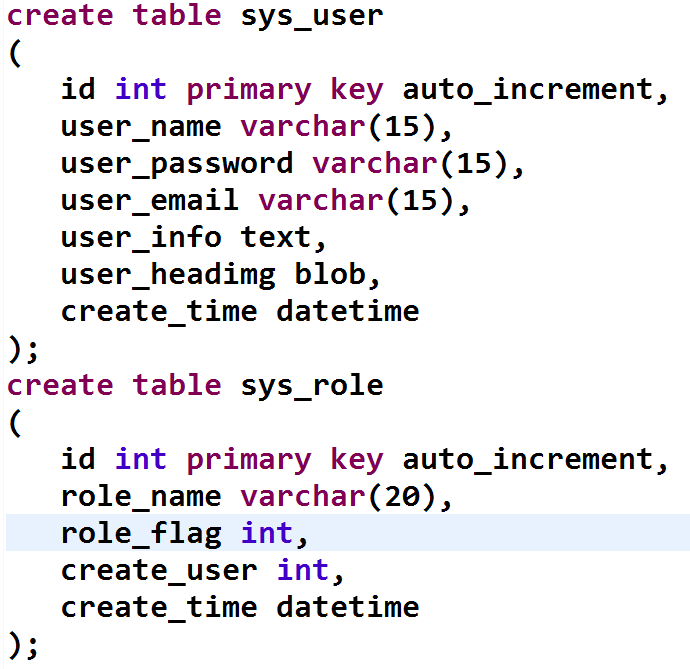 create table sys_user
(
   id int primary key auto_increment,
   user_name varchar(15),
   user_password varchar(15),
   user_email varchar(15),
   user_info text,
   user_headimg blob,
   create_time datetime
);
create table sys_role
(
   id int primary key auto_increment,
   role_name varchar(20),
   role_flag int,
   create_user int,
   create_time datetime
);